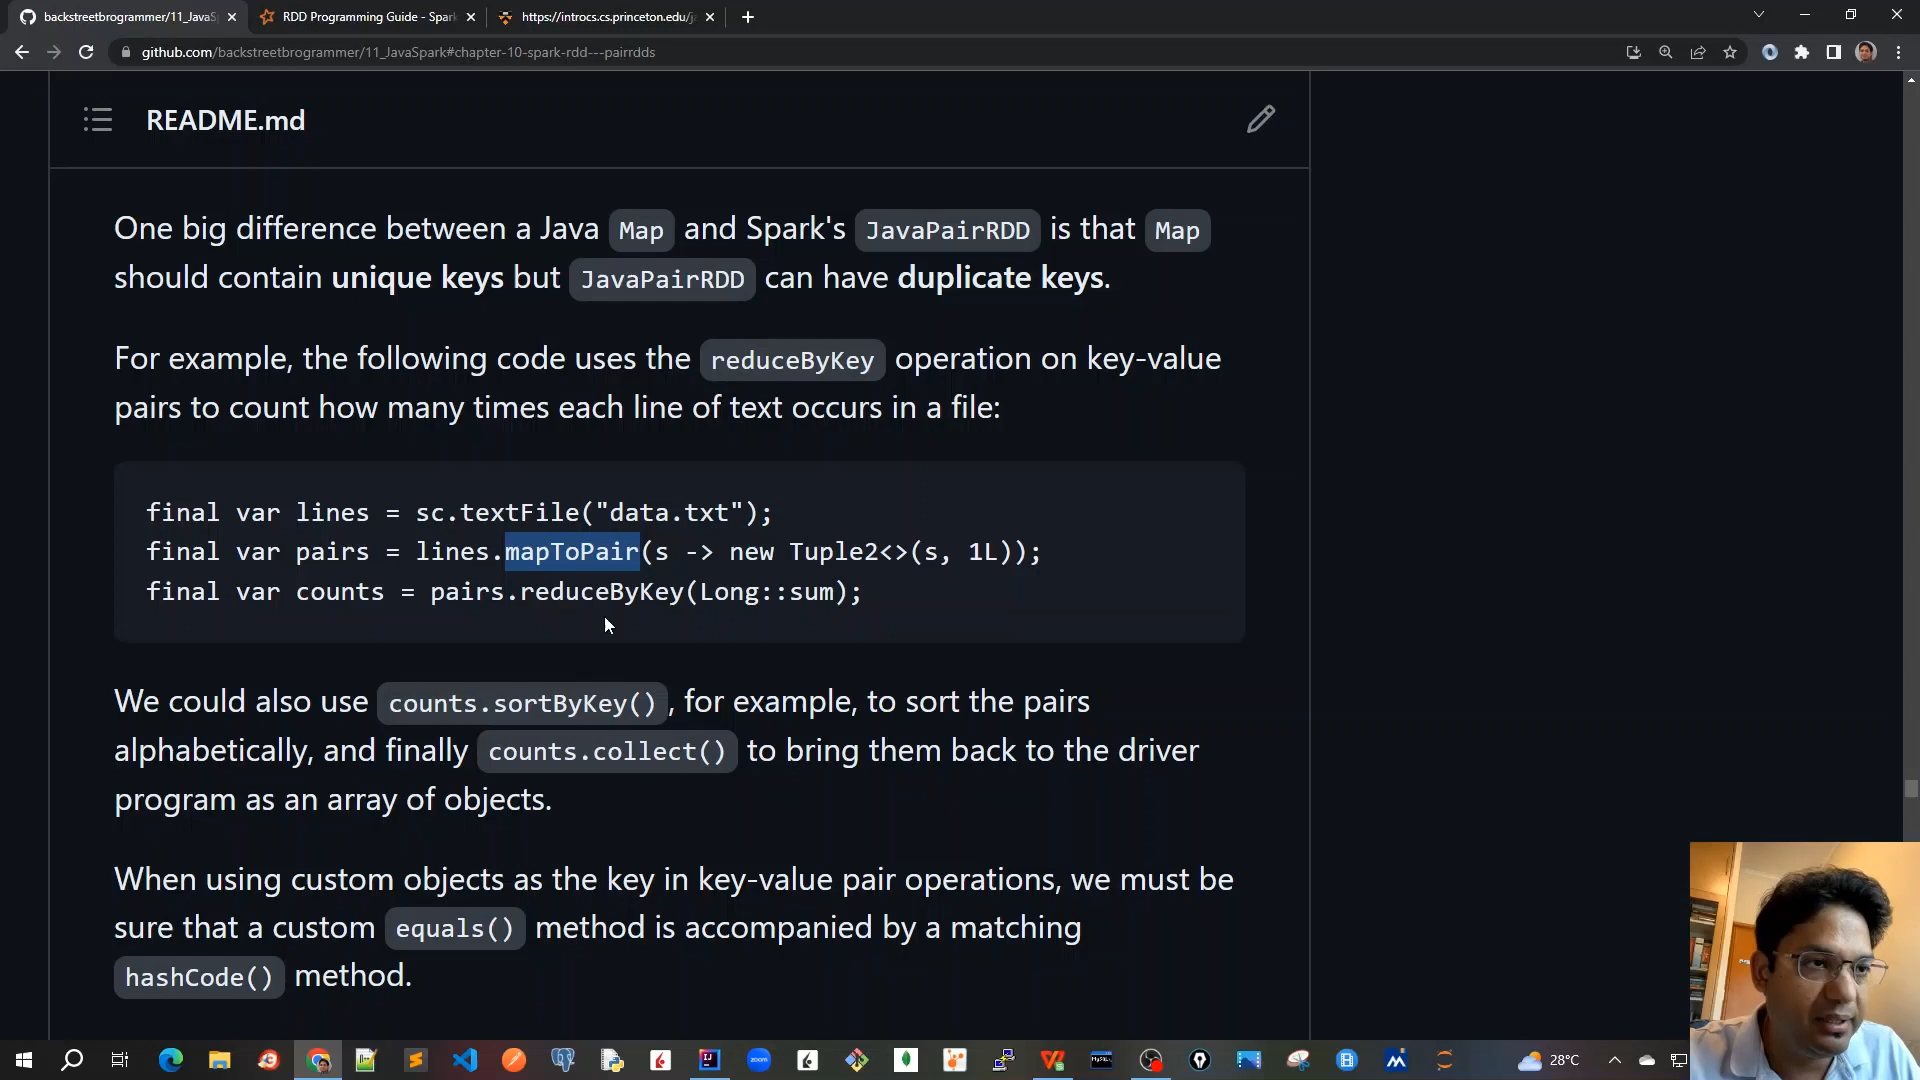 backstreetbrogrammer/11_JavaS
RDD Programming Guide - Spark
https://introcs.cs.princeton.edu/j
github.com/backstreetbrogrammer/11_JavaSpark#chapter-10-spark-rdd---pairrdds
README.md
One big difference between a Java Map and Spark's JavaPairRDD is that Map
should contain unique keys but JavaPairRDD can have duplicate keys.
For example, the following code uses the reduceByKey operation on key-value
pairs to count how many times each line of text occurs in a file:
final var lines = sc.textFile("data.txt");
final var pairs = lines.mapToPair(s -> new Tuple2<>(s, 1L));
final var counts = pairs.reduceByKey(Long::sum);
We could also use counts.sortByKey(), for example, to sort the pairs
alphabetically, and finally counts.collect() to bring them back to the driver
program as an array of objects.
When using custom objects as the key in key-value pair operations, we must be
sure that a custom equals() method is accompanied by a matching
hashCode() method.
zoom
28°C